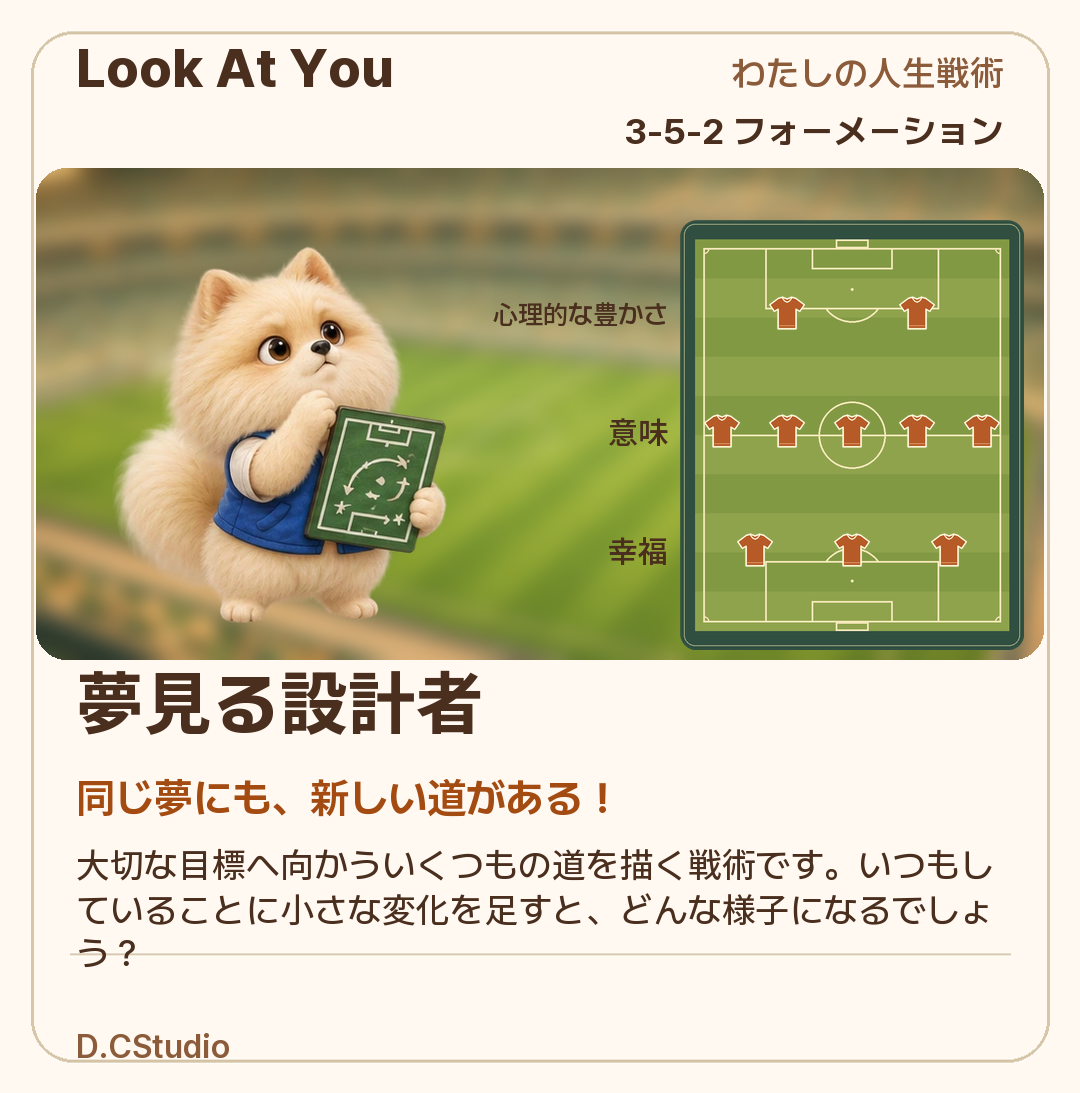 Look At You
わたしの人生戦術
3-5-2 フォーメーション
心理的な豊かさ
意味
幸福
夢見る設計者
同じ夢にも、新しい道がある！
大切な目標へ向かういくつもの道を描く戦術です。いつもし
ていることに小さな変化を足すと、どんな様子になるでしょ
う？
D.CStudio